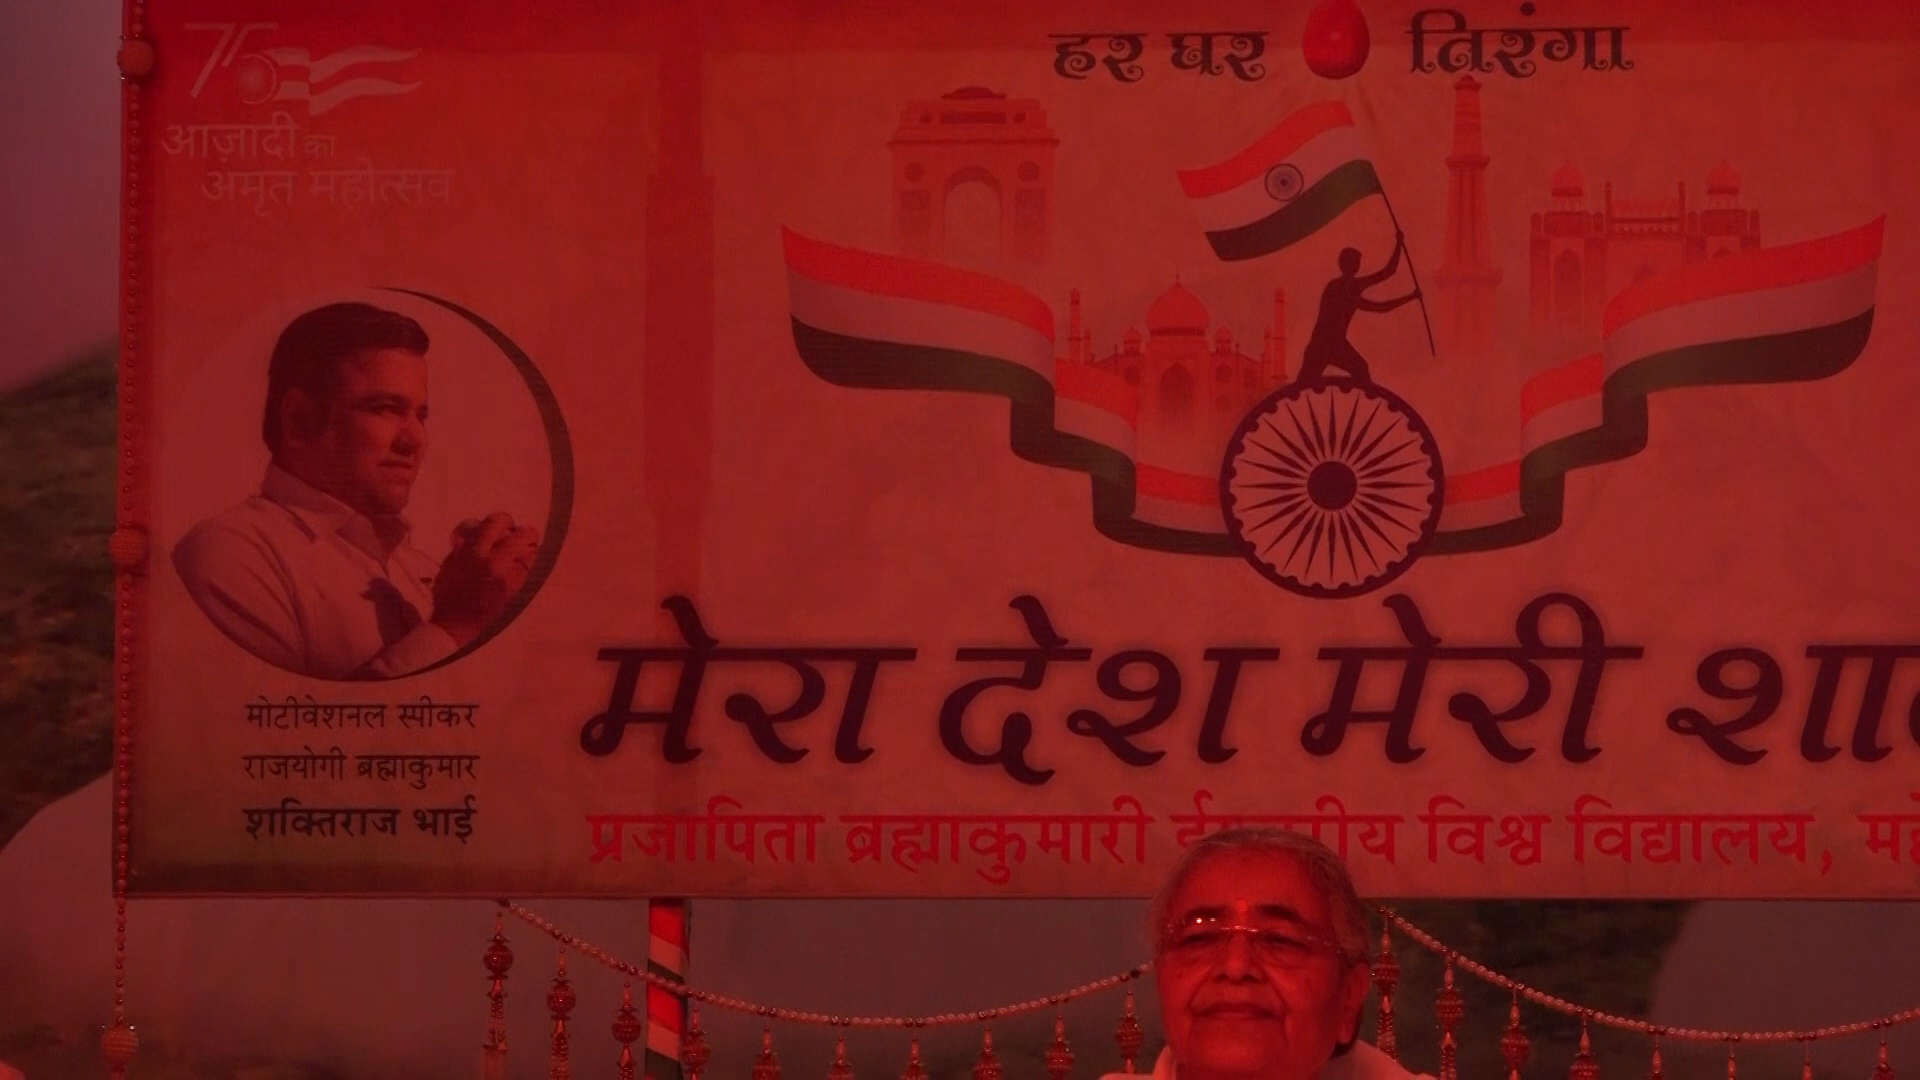 75
आज़ादी का
अमृत महोत्सव
हर घर तिरंगा
मोटीवेशनल स्पीकर
राजयोगी ब्रह्माकुमार
शक्तिराज भाई
मेरा देश मेरी
प्रजापिता ब्रह्माकुमारी विश्व विद्यालय,